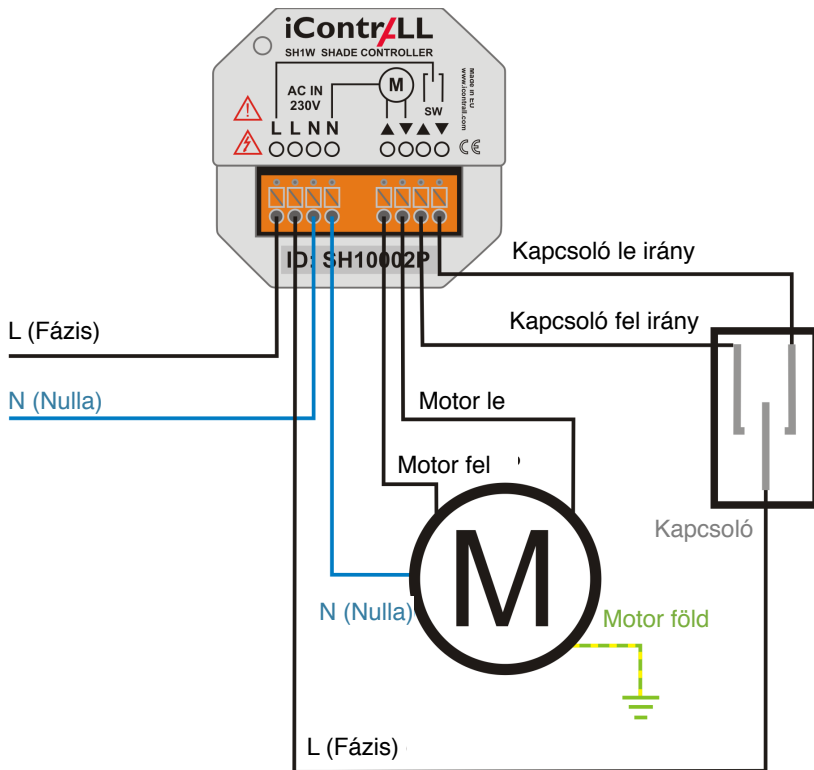 iContrALL
SH1W SHADE CONTROLLER
AC IN
230V
M
SW
Made in EU
www.icontrall.com
L L N N
▲ ▼ ▲ ▼
CE
ID: SH10002P
Kapcsoló le irány
Kapcsoló fel irány
L (Fázis)
N (Nulla)
Motor le
Motor fel
M
Kapcsoló
N (Nulla)
Motor föld
L (Fázis)